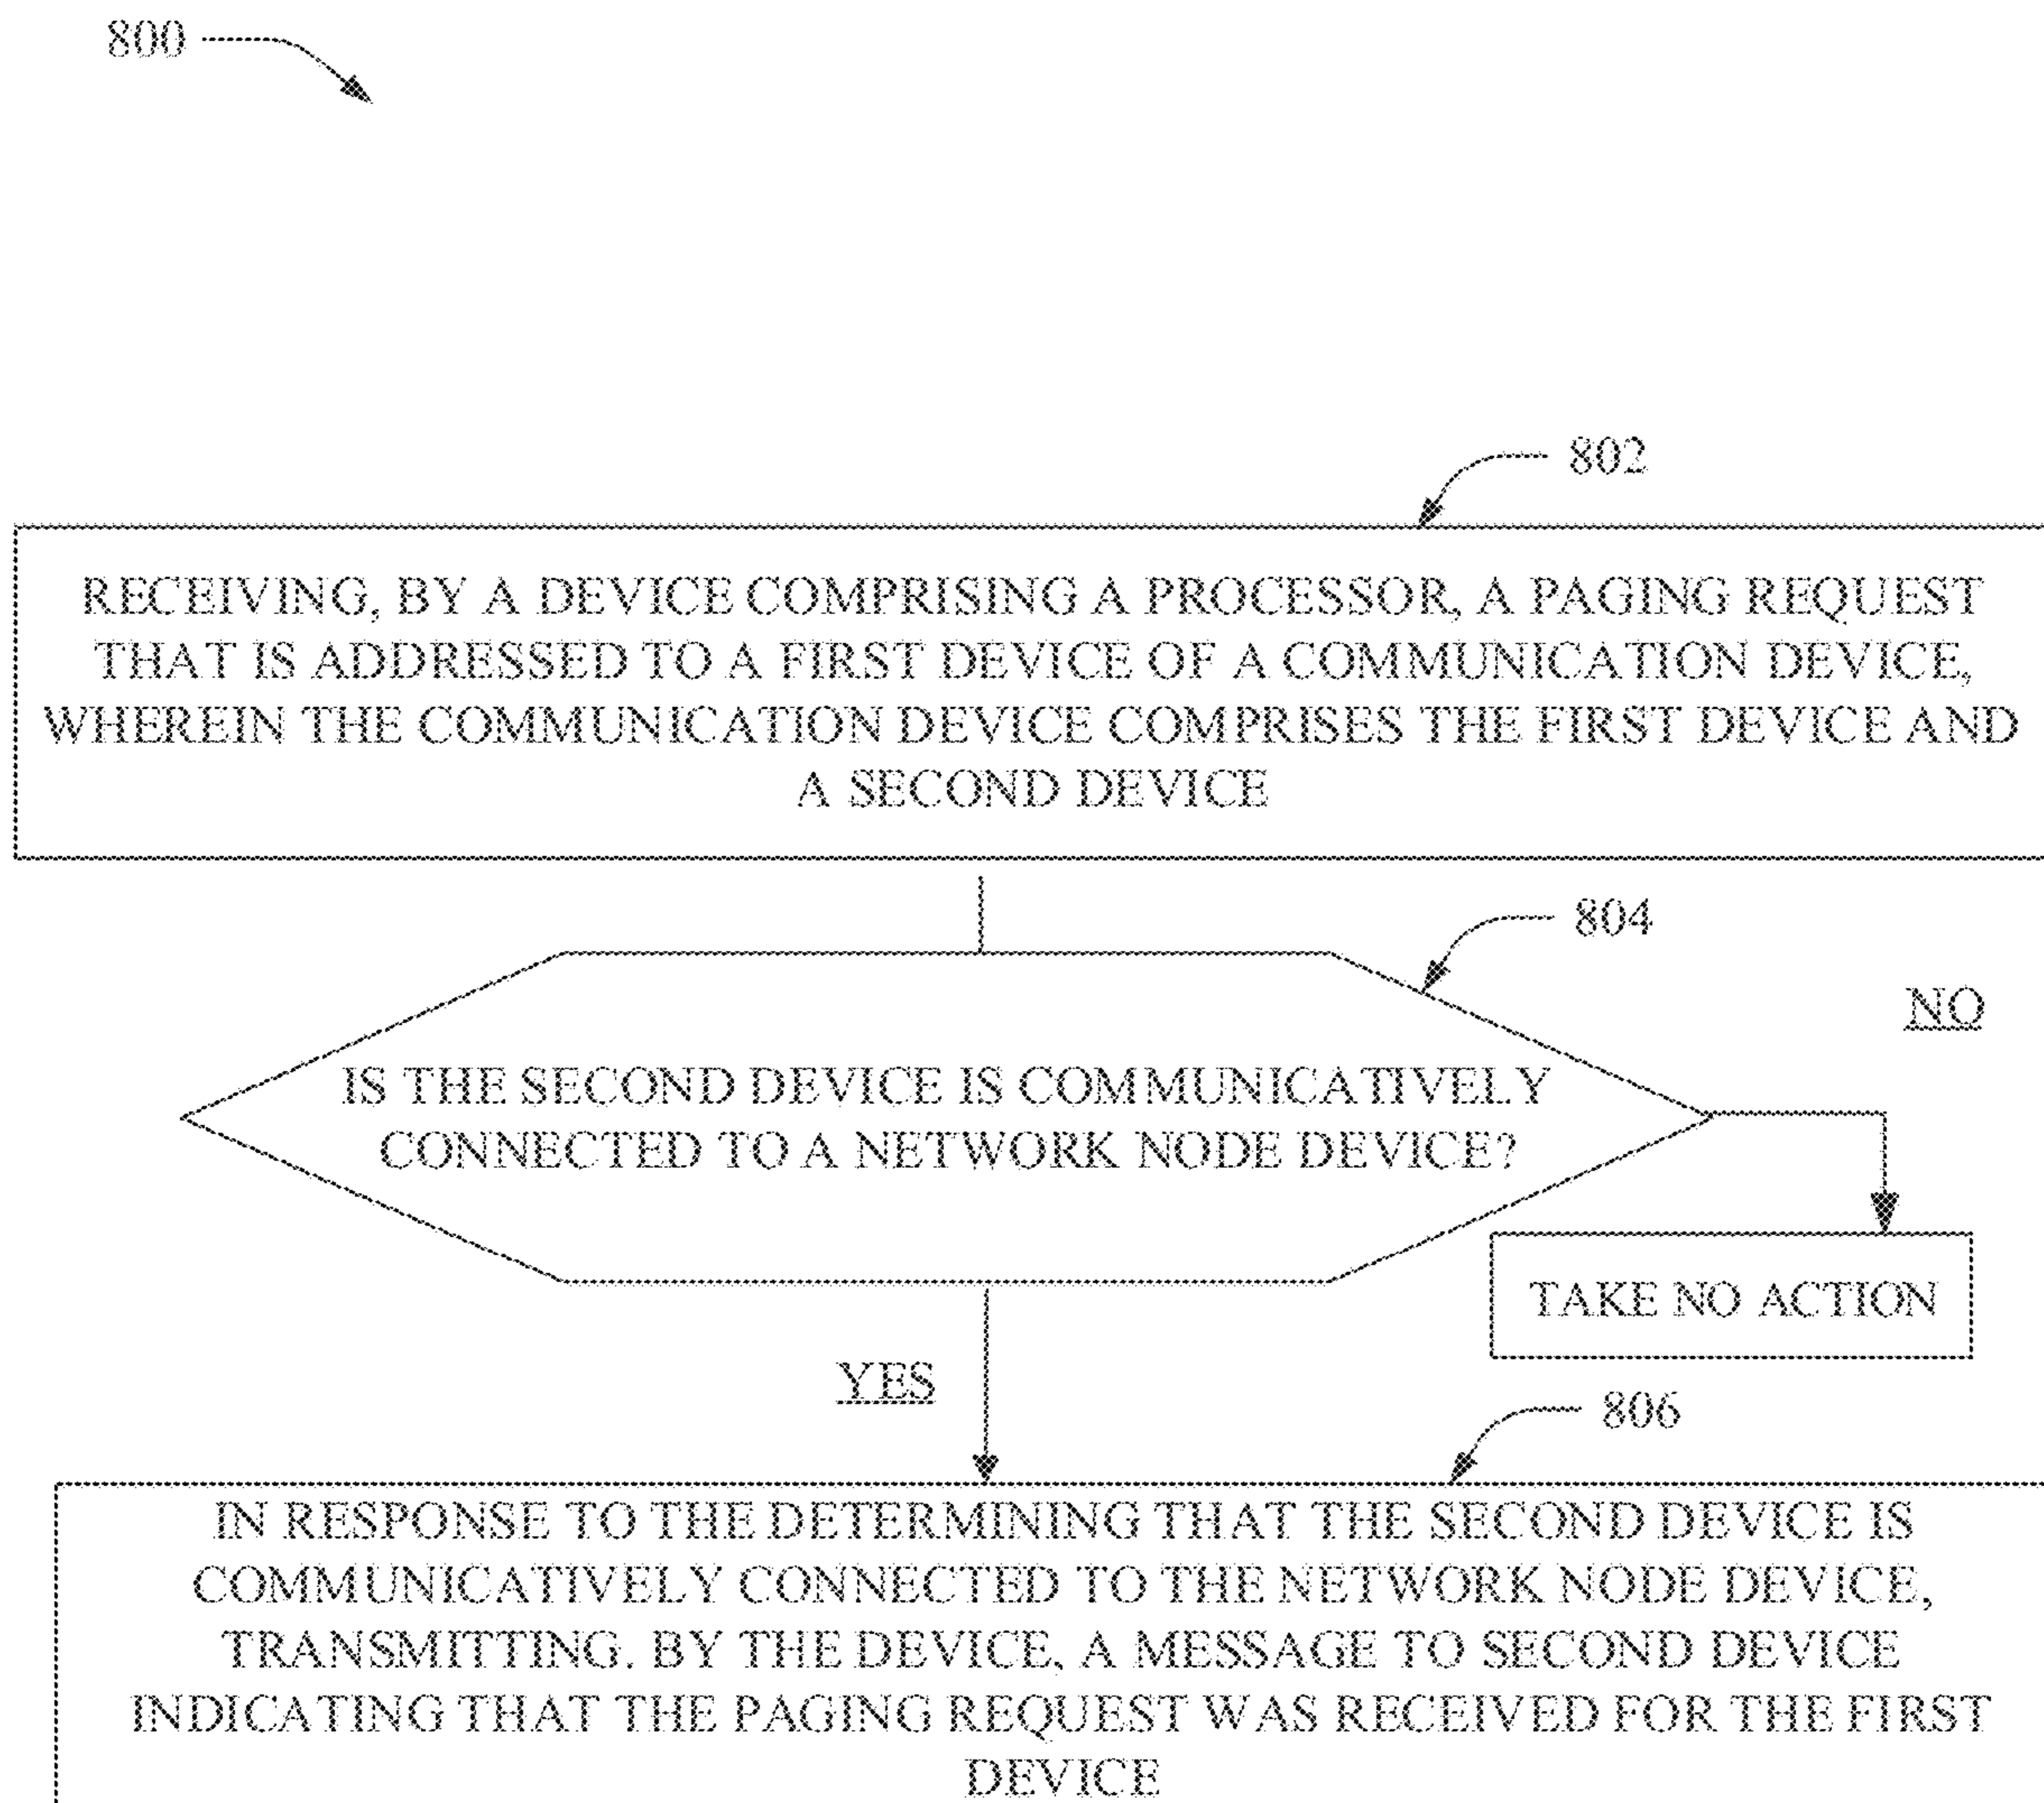 800
802
RECEIVING, BY A DEVICE COMPRISING A PROCESSOR, A PAGING REQUEST
THAT IS ADDRESSED TO A FIRST DEVICE OF A COMMUNICATION DEVICE,
WHEREIN THE COMMUNICATION DEVICE COMPRISES THE FIRST DEVICE AND
A SECOND DEVICE
804
NO
IS THE SECOND DEVICE IS COMMUNICATIVELY
CONNECTED TO A NETWORK NODE DEVICE?
TAKE NO ACTION
YES
806
IN RESPONSE TO THE DETERMINING THAT THE SECOND DEVICE IS
COMMUNICATIVELY CONNECTED TO THE NETWORK NODE DEVICE,
TRANSMITTING. BY THE DEVICE, A MESSAGE TO SECOND DEVICE
INDICATING THAT THE PAGING REQUEST WAS RECEIVED FOR THE FIRST
DEVICE